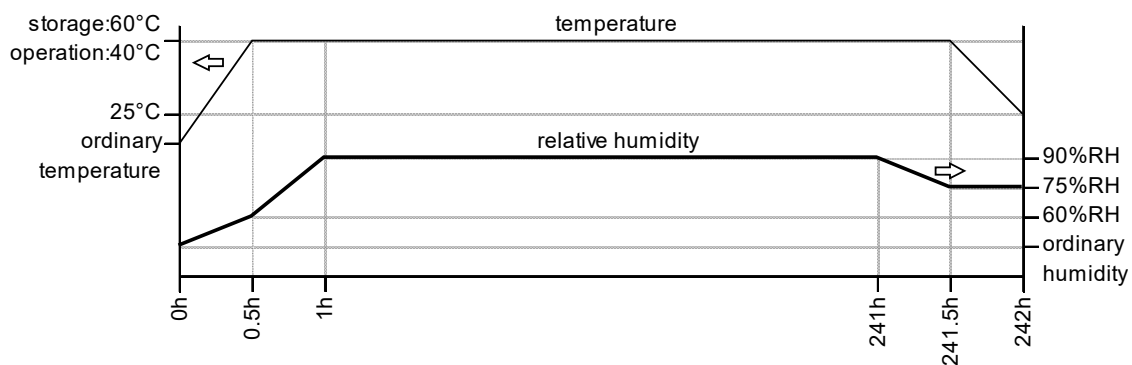 storage:60°C
operation:40°C
temperature
25°C
ordinary
temperature
relative humidity
90%RH
75%RH
60%RH
ordinary
humidity
0h
0.5h
1h
241h
241.5h
242h